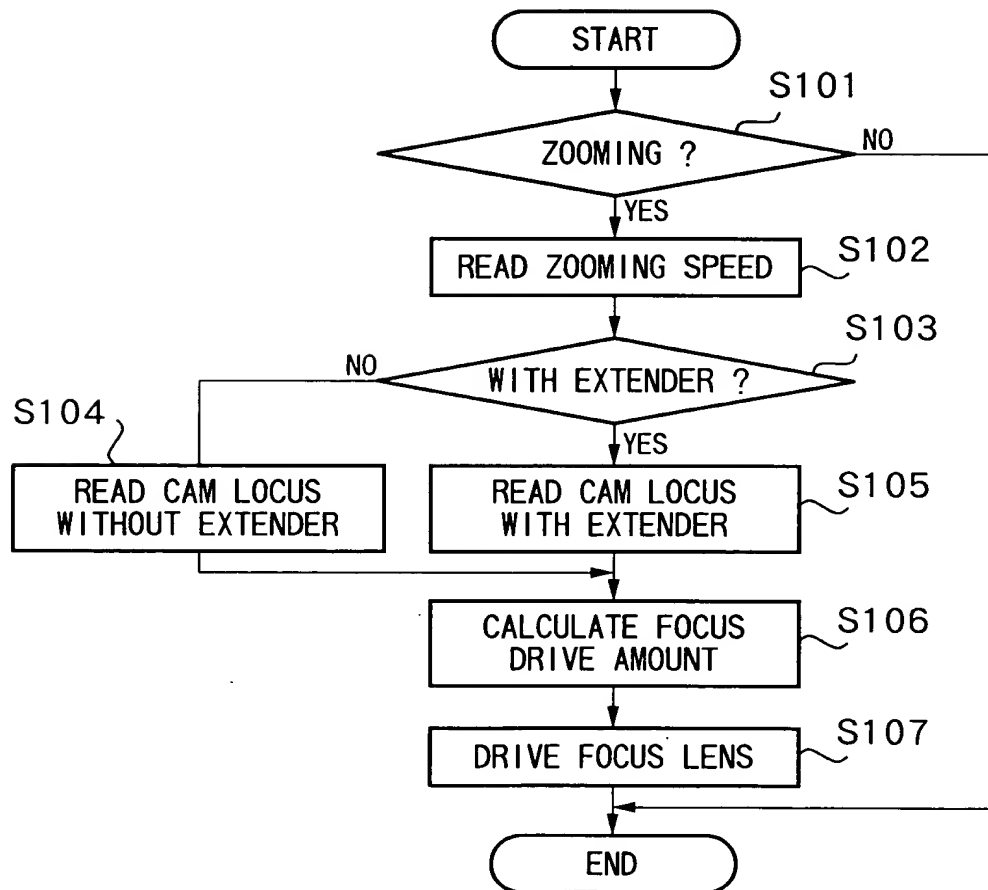 START
S101
ZOOMING ?
NO
YES
READ ZOOMING SPEED
S102
S103
NO
WITH EXTENDER ?
S104
YES
READ CAM LOCUS
WITHOUT EXTENDER
READ CAM LOCUS
WITH EXTENDER
S105
CALCULATE FOCUS
DRIVE AMOUNT
S106
DRIVE FOCUS LENS
S107
END